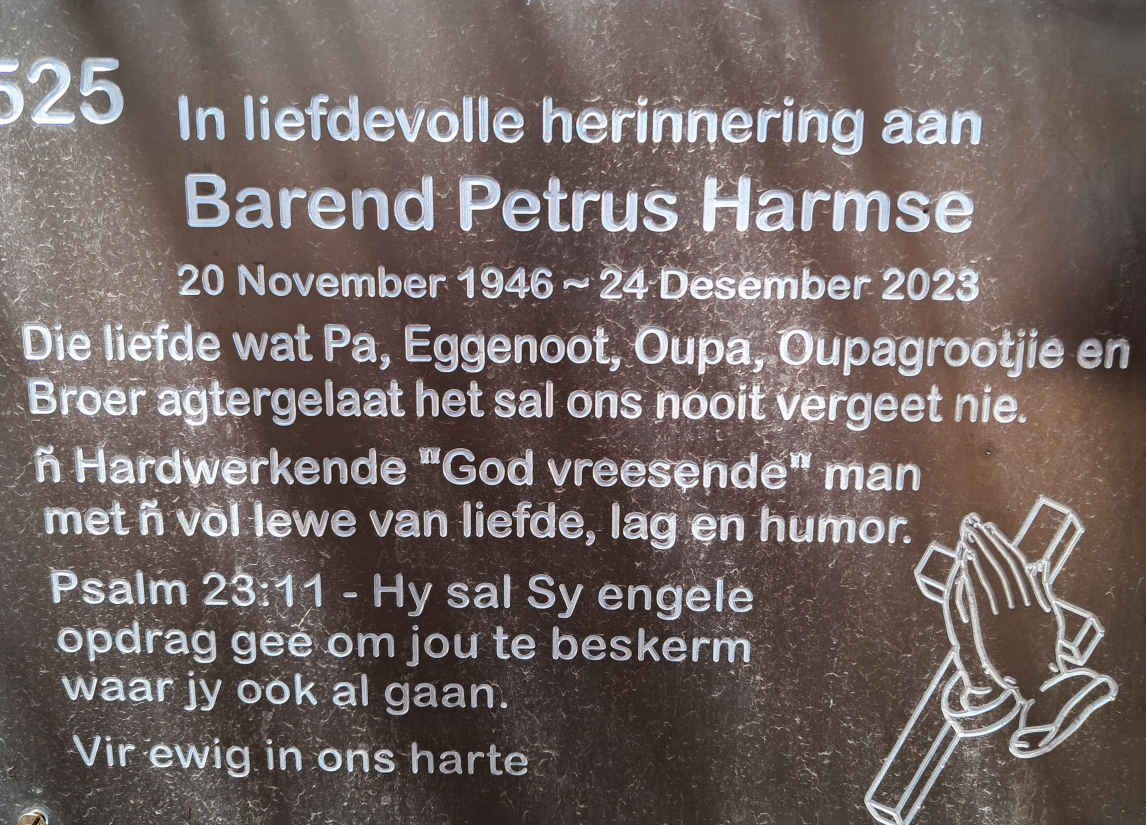 525
In liefdevolle herinnering aan
Barend Petrus Harmse
20 November 1946 ~ 24 Desember 2023
Die liefde wat Pa, Eggenoot, Oupa, Oupagrootjie en
Broer agtergelaat het sal ons nooit vergeet nie.
ñ Hardwerkende "God vreesende" man
met ñ vol lewe van liefde, lag en humor.
Psalm 23:11 - Hy sal Sy engele
opdrag gee om jou te beskerm
waar jy ook al gaan.
Vir ewig in ons harte